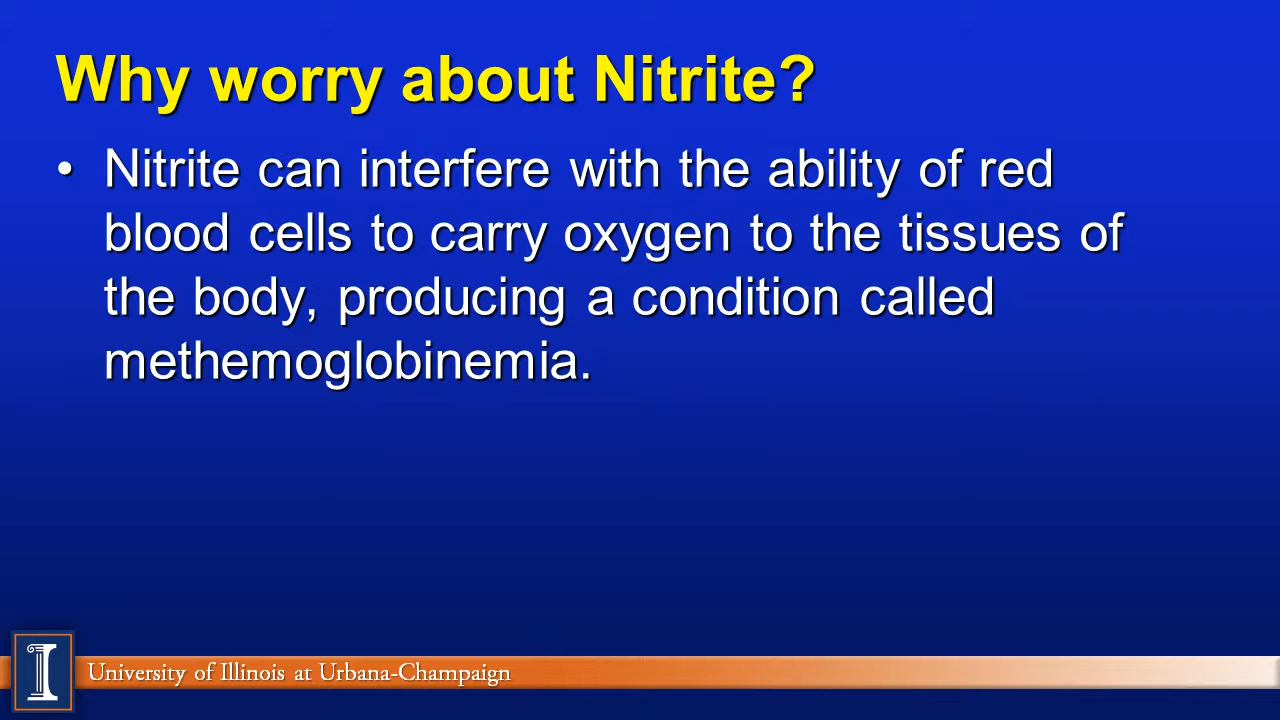 Why worry about Nitrite?
• Nitrite can interfere with the ability of red
blood cells to carry oxygen to the tissues of
the body, producing a condition called
methemoglobinemia.
I
University of Illinois at Urbana-Champaign